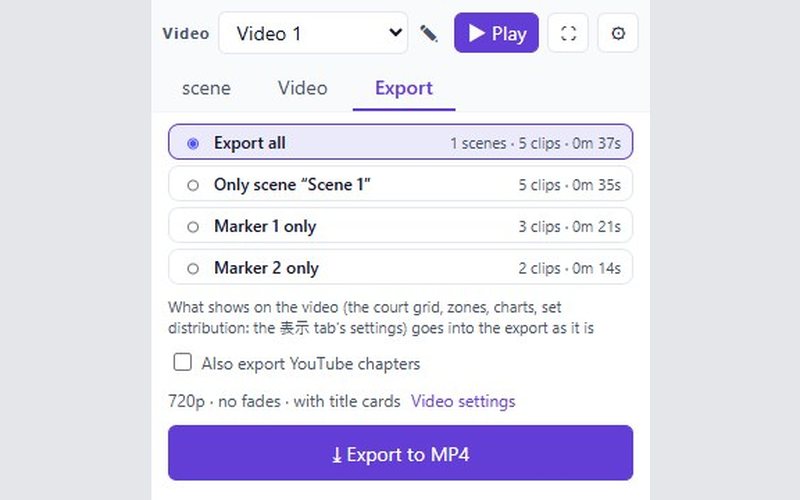 Video Video 1 Play
scene Video Export
Export all 1 scenes · 5 clips · 0m 37s
Only scene “Scene 1” 5 clips · 0m 35s
Marker 1 only 3 clips · 0m 21s
Marker 2 only 2 clips · 0m 14s
What shows on the video (the court grid, zones, charts, set
distribution: the 表示 tab's settings) goes into the export as it is
Also export YouTube chapters
720p · no fades · with title cards Video settings
Export to MP4